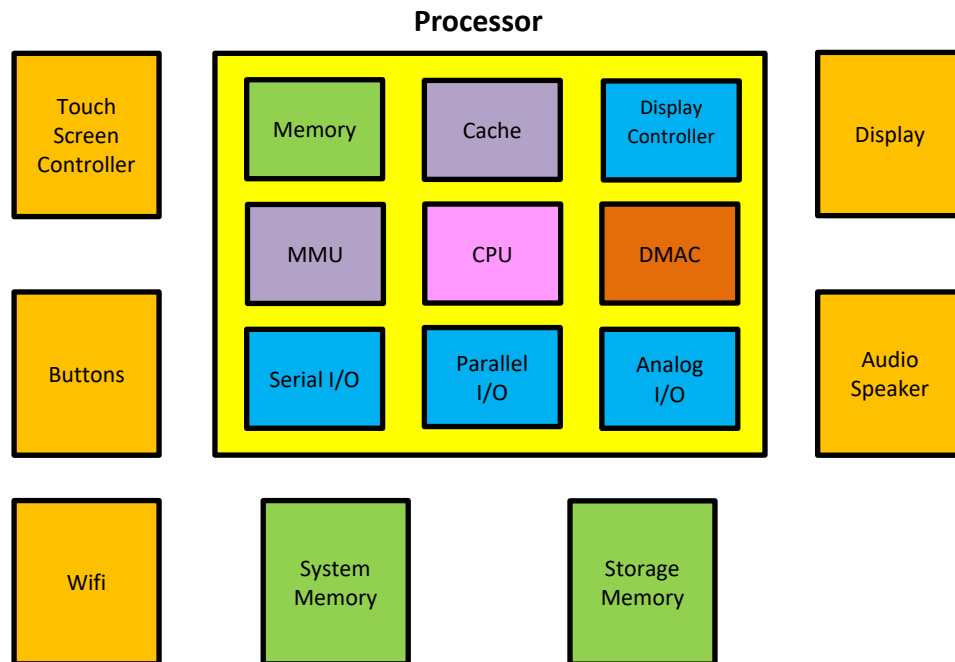 Processor
Touch
Screen
Controller
Memory
Cache
Display
Controller
Display
MMU
CPU
DMAC
Buttons
Serial I/O
Parallel
I/O
Analog
I/O
Audio
Speaker
Wifi
System
Memory
Storage
Memory